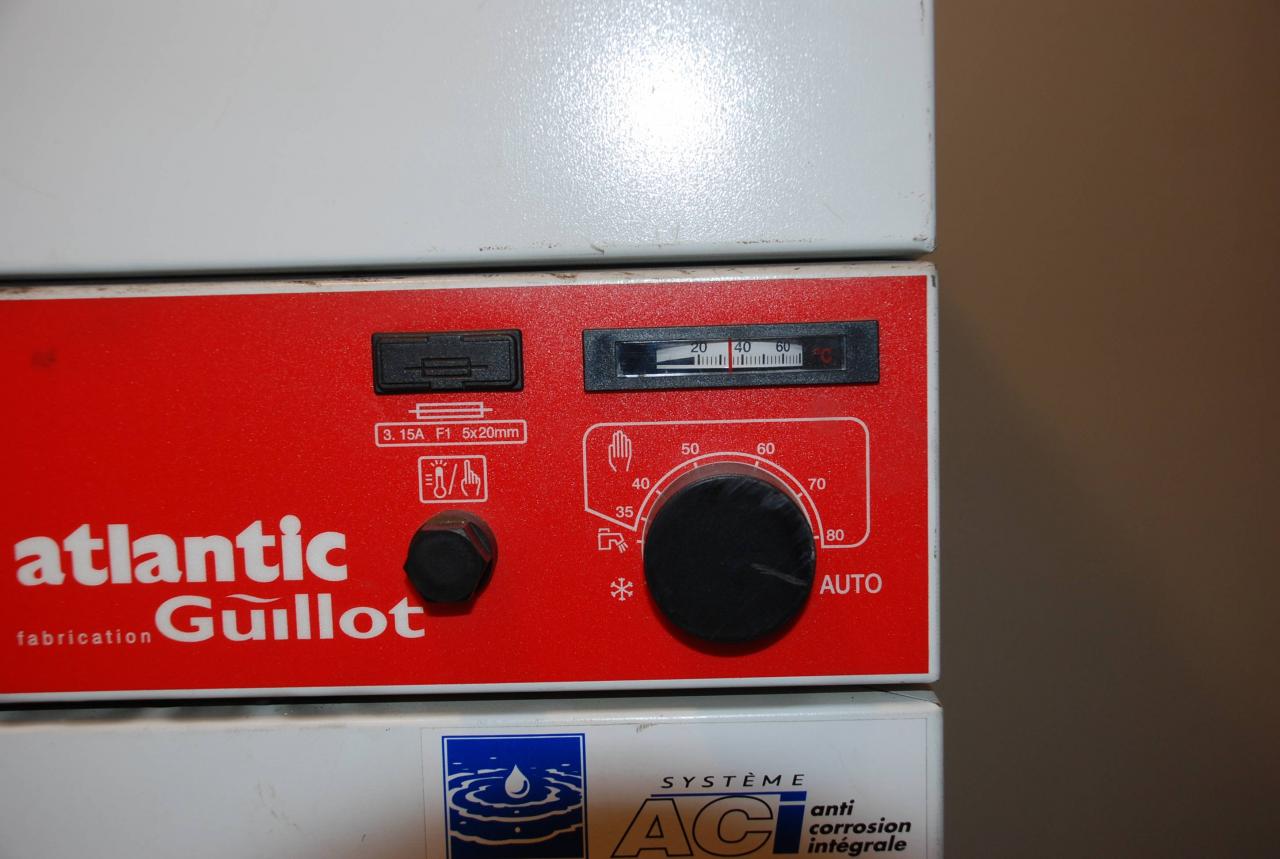 20 40 60 °C
3. 15A F1 5x20mm
50 60
40 70
35
80
AUTO
atlantic
fabrication Guillot
SYSTÈME
ACi
anti
corrosion
intégrale